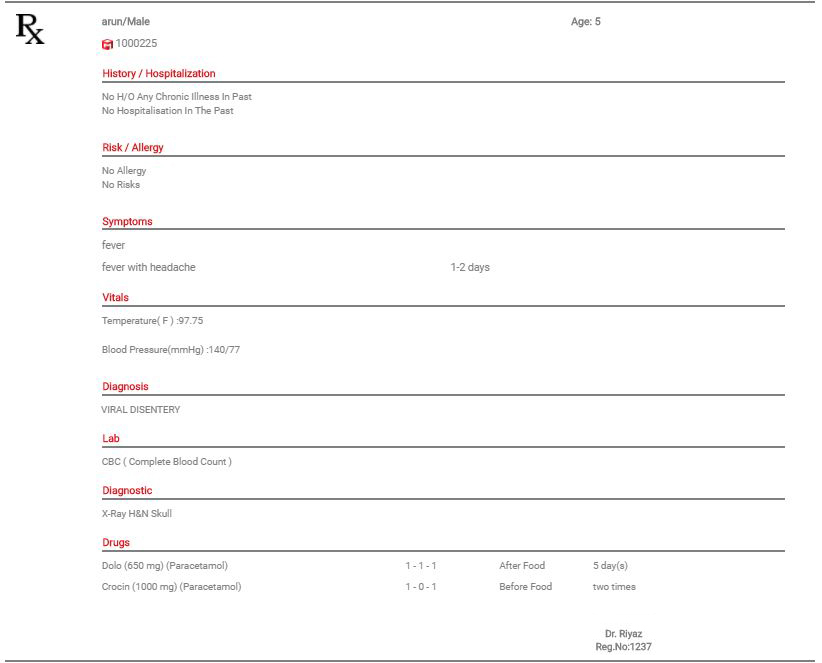 Rx
arun/Male Age: 5
1000225
History / Hospitalization
No H/O Any Chronic Illness In Past
No Hospitalisation In The Past
Risk / Allergy
No Allergy
No Risks
Symptoms
fever
fever with headache 1-2 days
Vitals
Temperature( F ) :97.75
Blood Pressure(mmHg) :140/77
Diagnosis
VIRAL DISENTERY
Lab
CBC ( Complete Blood Count )
Diagnostic
X-Ray H&N Skull
Drugs
Dolo (650 mg) (Paracetamol) 1 - 1 - 1 After Food 5 day(s)
Crocin (1000 mg) (Paracetamol) 1 - 0 - 1 Before Food two times
Dr. Riyaz
Reg.No:1237